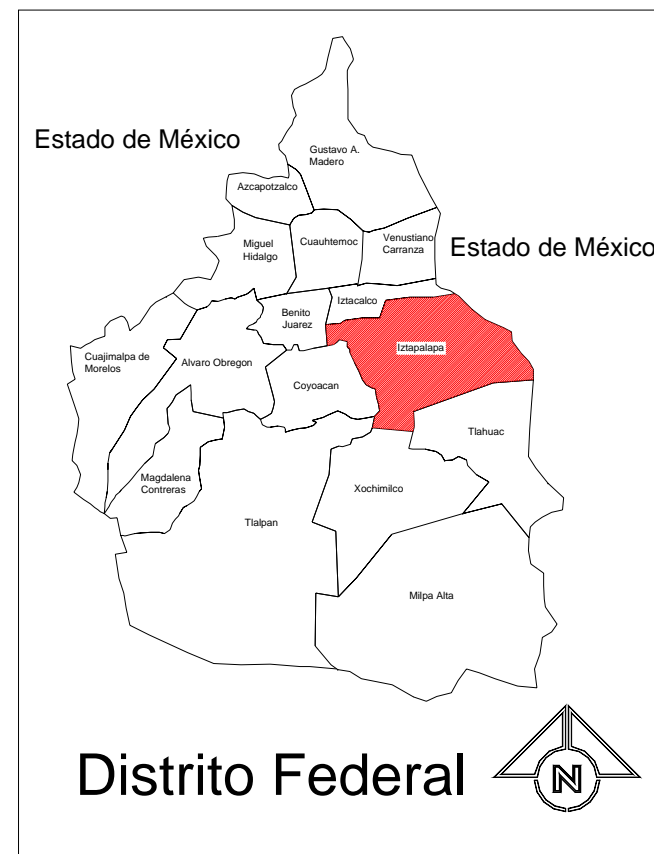 Estado de México
Gustavo A.
Madero
Azcapotzalco
Miguel
Hidalgo
Cuauhtemoc
Venustiano
Carranza
Estado de México
Iztacalco
Benito
Juarez
Iztapalapa
Cuajimalpa de
Morelos
Alvaro Obregon
Coyoacan
Tlahuac
Magdalena
Contreras
Xochimilco
Tlalpan
Milpa Alta
Distrito Federal
N